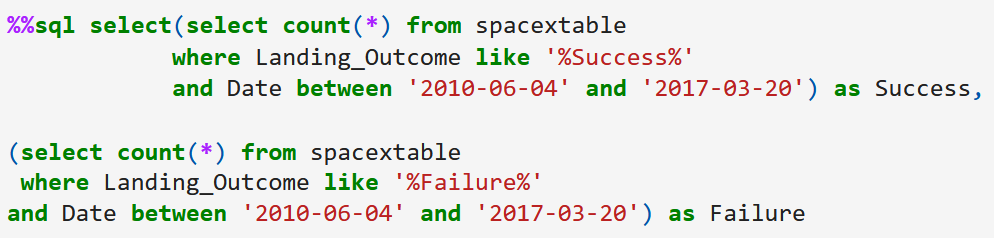 %%sql select(select count(*) from spacextable
where Landing_Outcome like '%Success%'
and Date between '2010-06-04' and '2017-03-20') as Success,
(select count(*) from spacextable
where Landing_Outcome like '%Failure%'
and Date between '2010-06-04' and '2017-03-20') as Failure